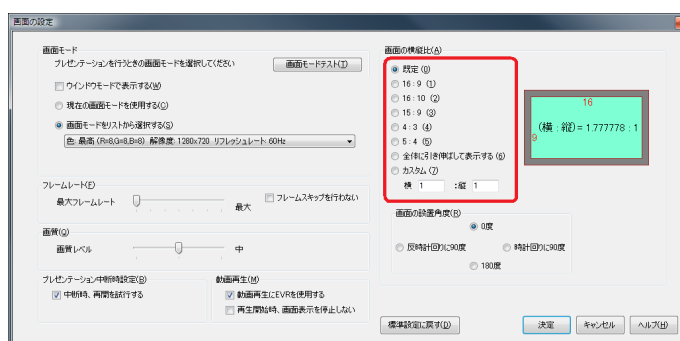 画面の設定
画面モード
プレゼンテーションを行うときの画面モードを選択してください
画面モードテスト(T)
ウインドウモードで表示する(W)
現在の画面モードを使用する(C)
画面モードをリストから選択する(S)
色: 最高 (R=8,G=8,B=8) 解像度: 1280x720 リフレッシュレート: 60Hz
フレームレート(F)
最大フレームレート
最大
フレームスキップを行わない
画質(Q)
画質レベル
中
プレゼンテーション中断時設定(B)
中断時、再開を試行する
動画再生(M)
動画再生にEVRを使用する
再生開始時、画面表示を停止しない
画面の横縦比(A)
既定 (0)
16 : 9 (1)
16 : 10 (2)
15 : 9 (3)
4 : 3 (4)
5 : 4 (5)
全体に引き伸ばして表示する (6)
カスタム (7)
横 1 :縦 1
16
9
(横 : 縦) = 1.777778 : 1
画面の設置角度(R)
0度
反時計回りに90度
時計回りに90度
180度
標準設定に戻す(D)
決定
キャンセル
ヘルプ(H)